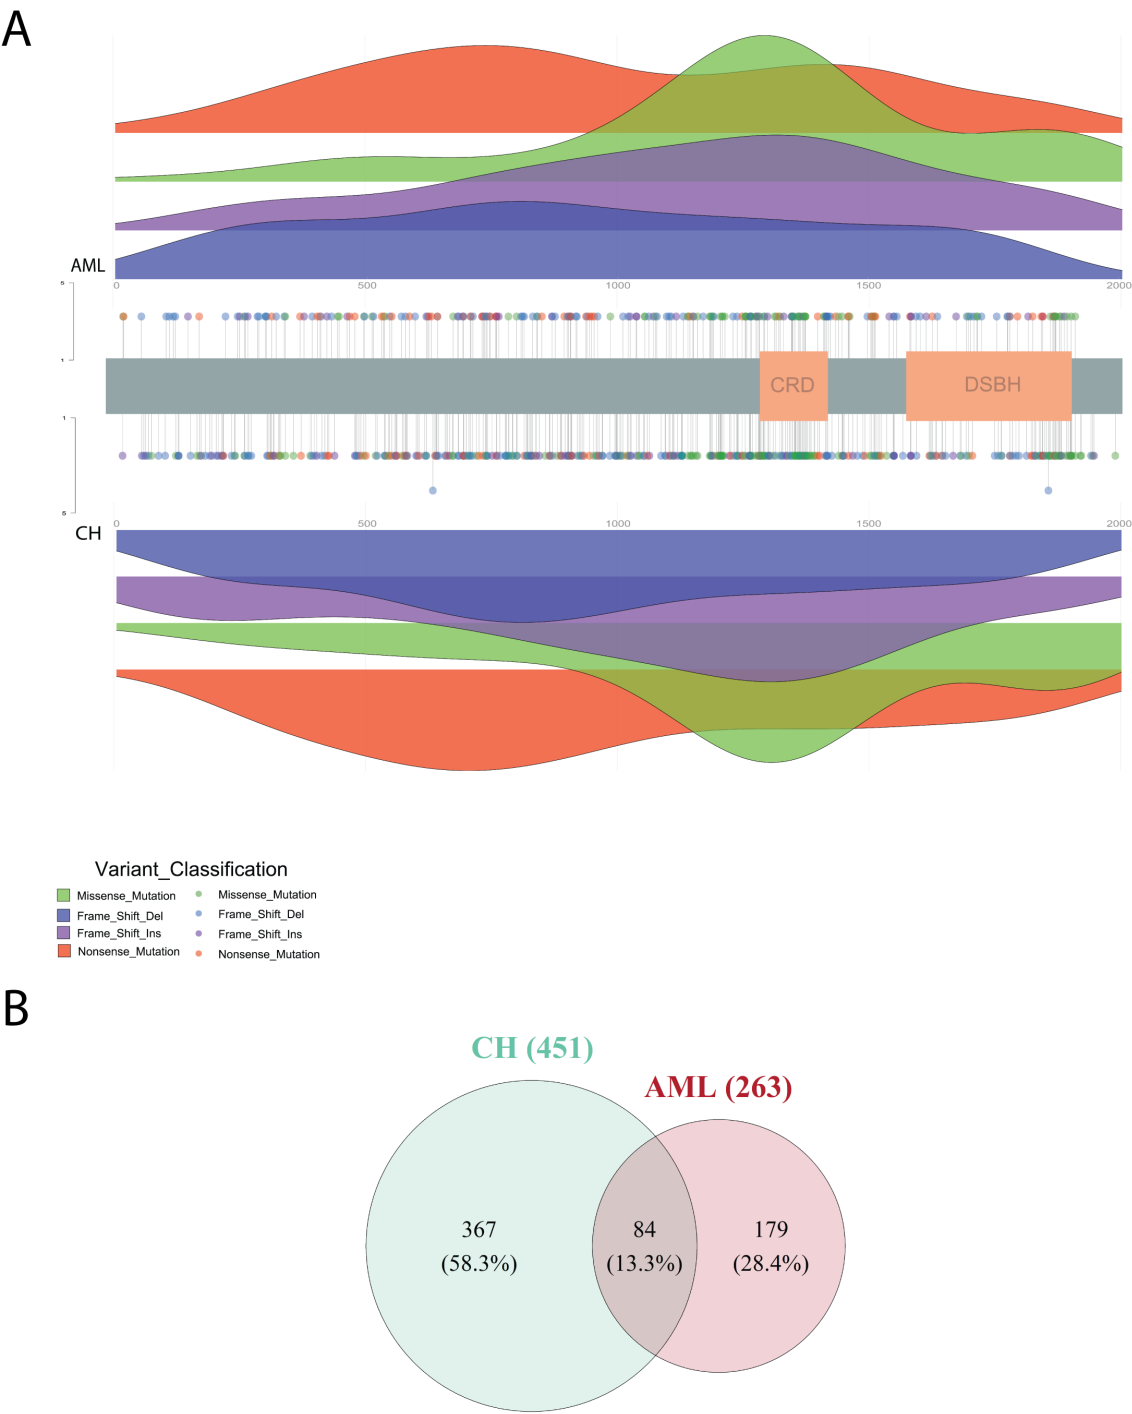 A
AML
0 500 1000 1500 2000
5
1
CRD DSBH
1
5
CH
0 500 1000 1500 2000
Variant_Classification
Missense_Mutation Missense_Mutation
Frame_Shift_Del Frame_Shift_Del
Frame_Shift_Ins Frame_Shift_Ins
Nonsense_Mutation Nonsense_Mutation
B
CH (451)
AML (263)
367 84 179
(58.3%) (13.3%) (28.4%)